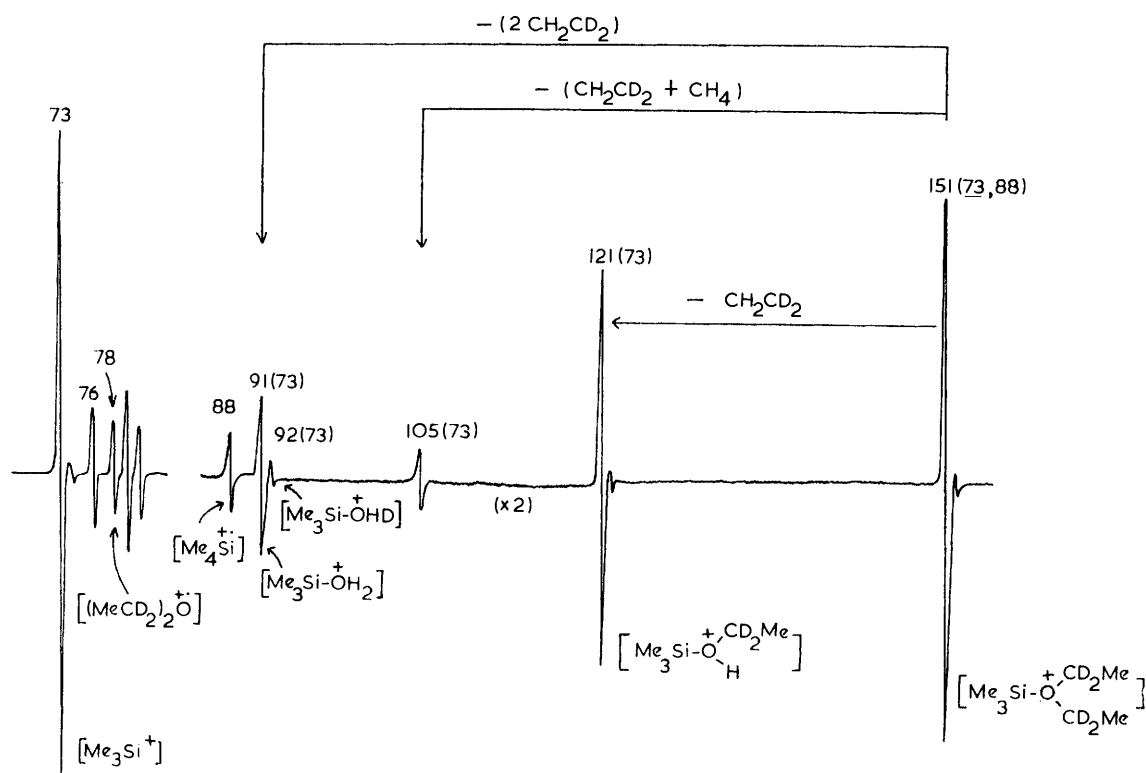 − (2 CH₂CD₂)
− (CH₂CD₂ + CH₄)
73
151(73,88)
121(73)
− CH₂CD₂
78
76
88
91(73)
92(73)
105(73)
(×2)
[Me₃Si-O⁺HD]
[Me₄Si⁺·]
[Me₃Si-O⁺H₂]
[(MeCD₂)₂O⁺·]
[Me₃Si-O⁺ CD₂Me
H]
[Me₃Si-O⁺ CD₂Me
CD₂Me]
[Me₃Si⁺]